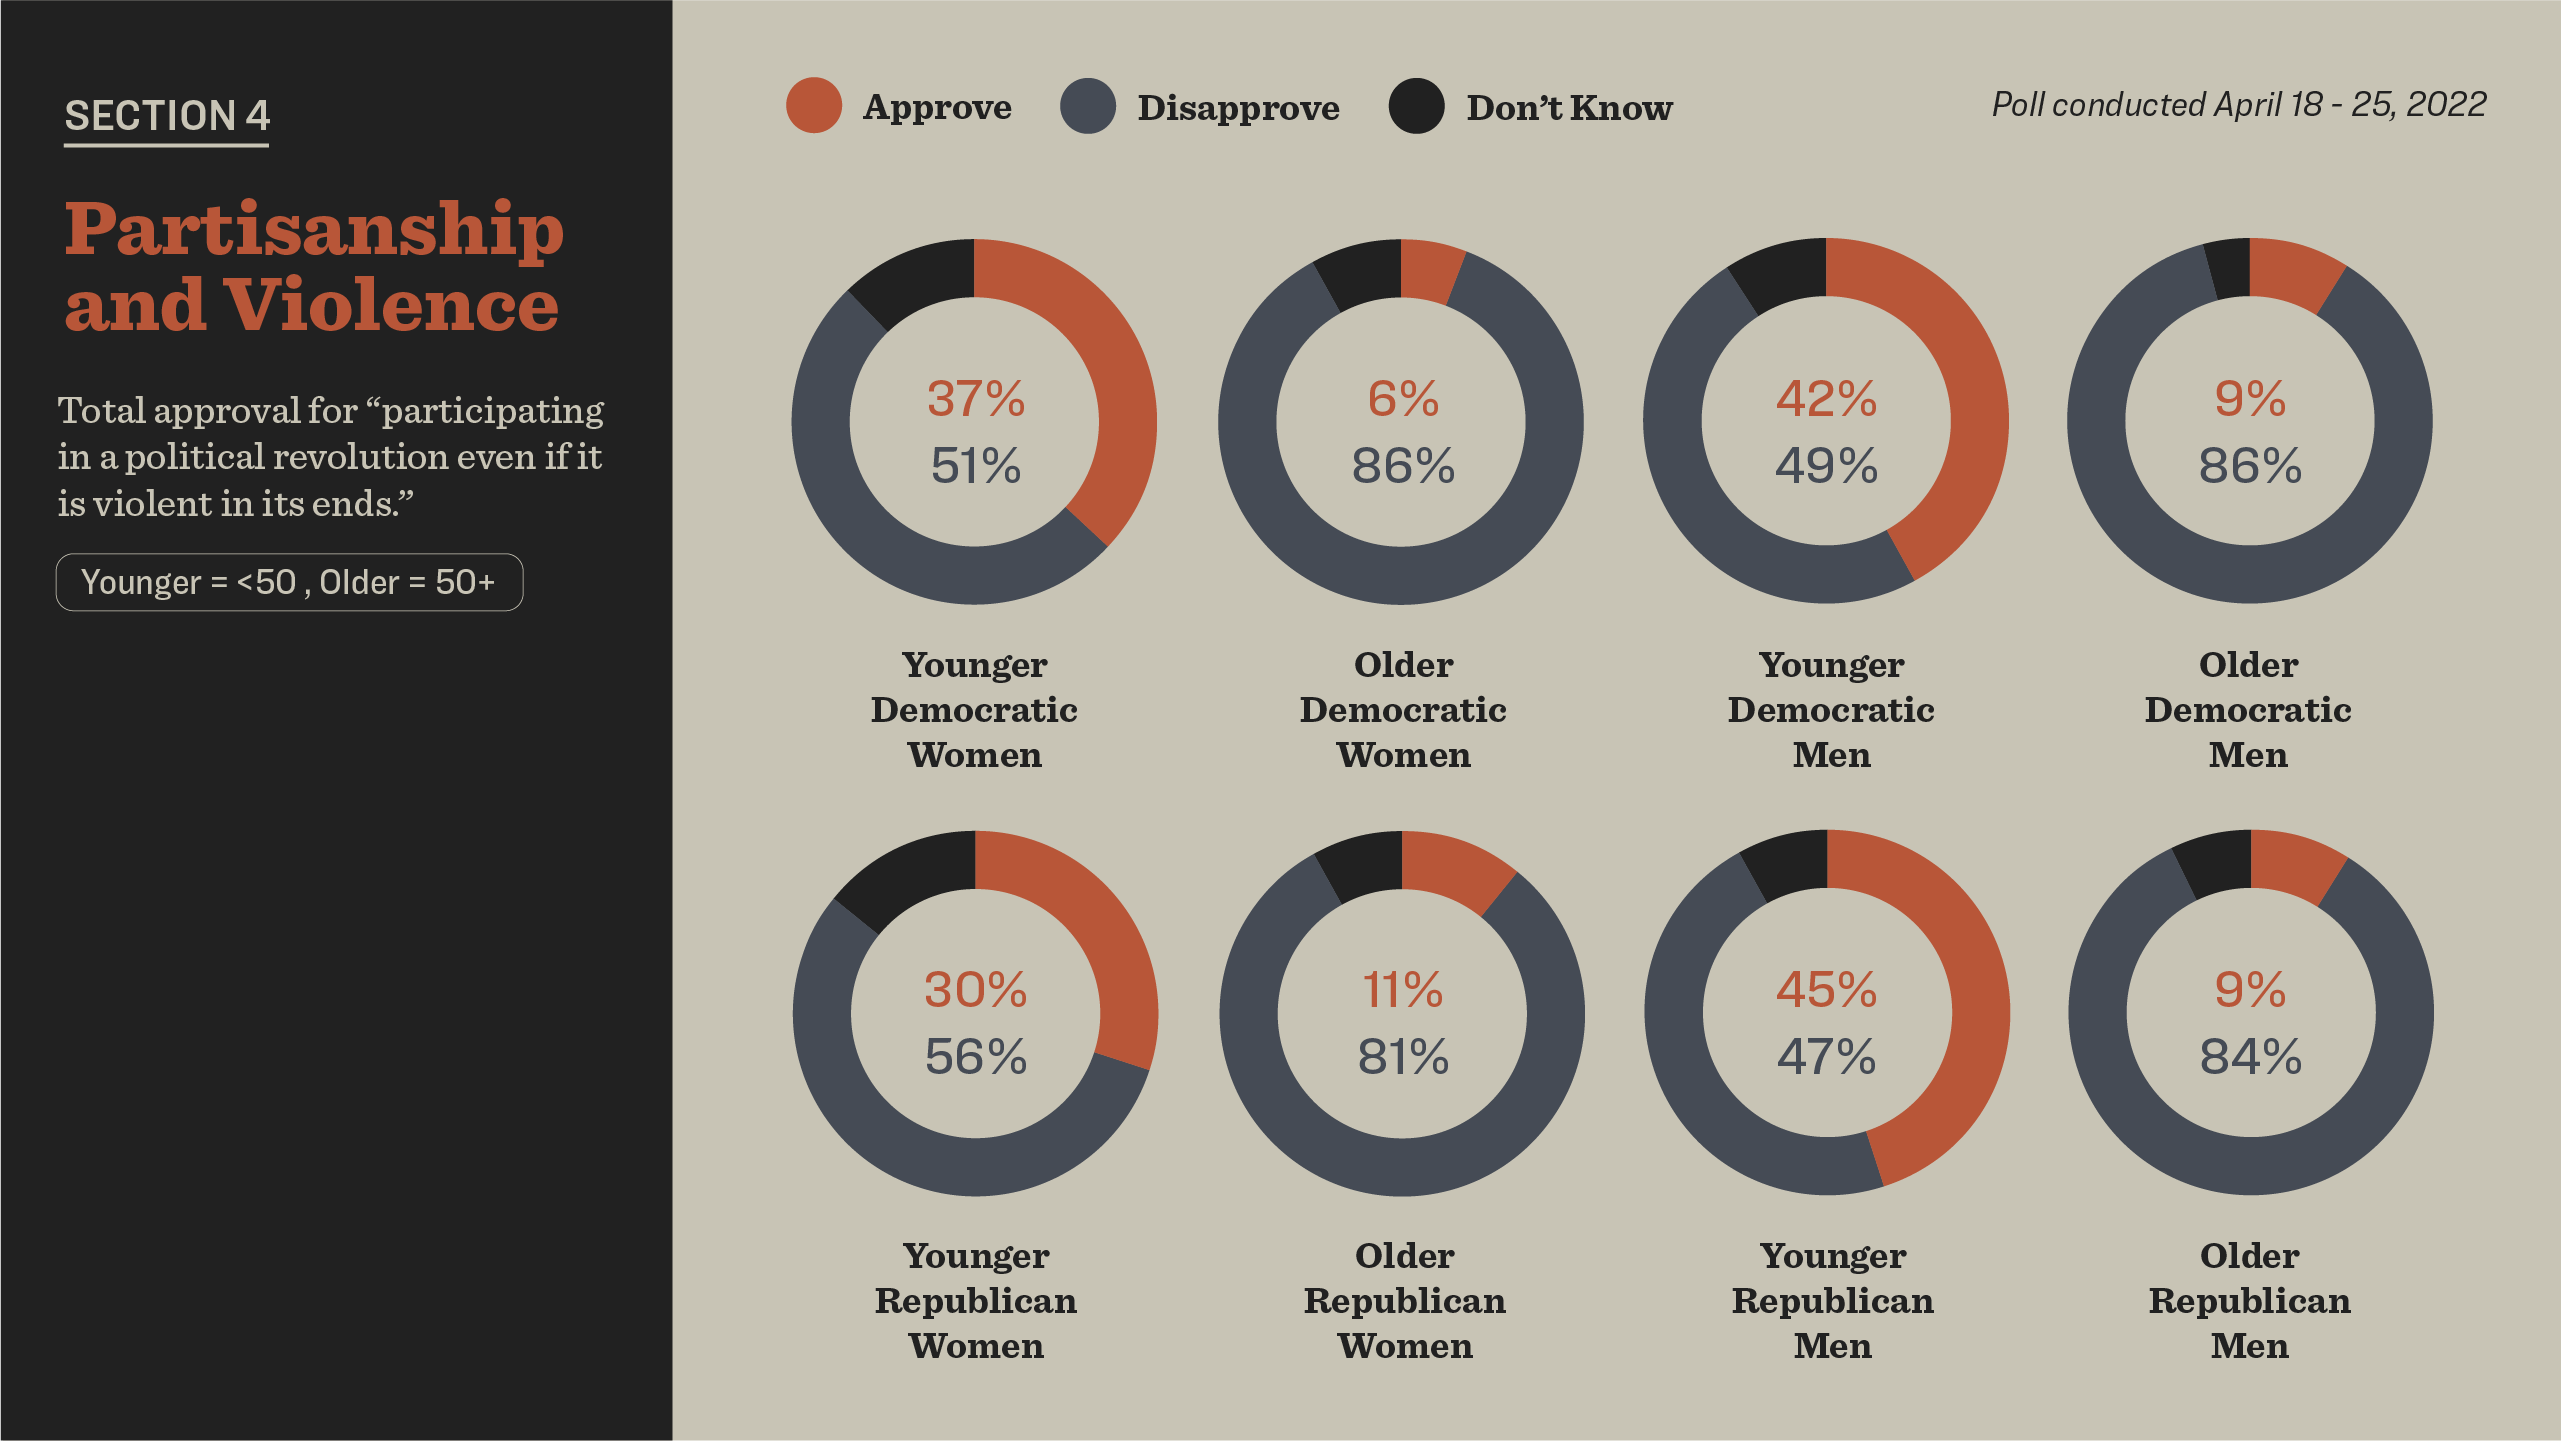 SECTION 4
Partisanship
and Violence
Total approval for “participating
in a political revolution even if it
is violent in its ends.”
Younger = <50 , Older = 50+
Approve
Disapprove
Don’t Know
Poll conducted April 18 - 25, 2022
37%
51%
Younger
Democratic
Women
6%
86%
Older
Democratic
Women
42%
49%
Younger
Democratic
Men
9%
86%
Older
Democratic
Men
30%
56%
Younger
Republican
Women
11%
81%
Older
Republican
Women
45%
47%
Younger
Republican
Men
9%
84%
Older
Republican
Men